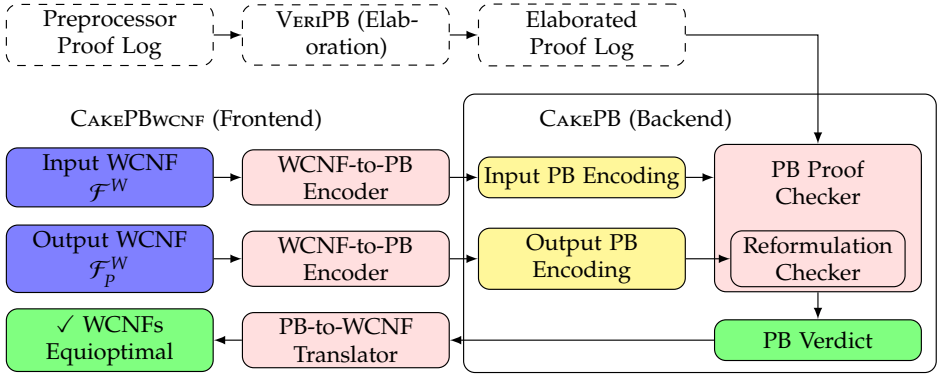 Preprocessor
Proof Log
VeriPB (Elab-
oration)
Elaborated
Proof Log
CakePBwcnf (Frontend)
CakePB (Backend)
Input WCNF
ℱ^W
WCNF-to-PB
Encoder
Input PB Encoding
PB Proof
Checker
Output WCNF
ℱ_P^W
WCNF-to-PB
Encoder
Output PB
Encoding
Reformulation
Checker
✓ WCNFs
Equioptimal
PB-to-WCNF
Translator
PB Verdict